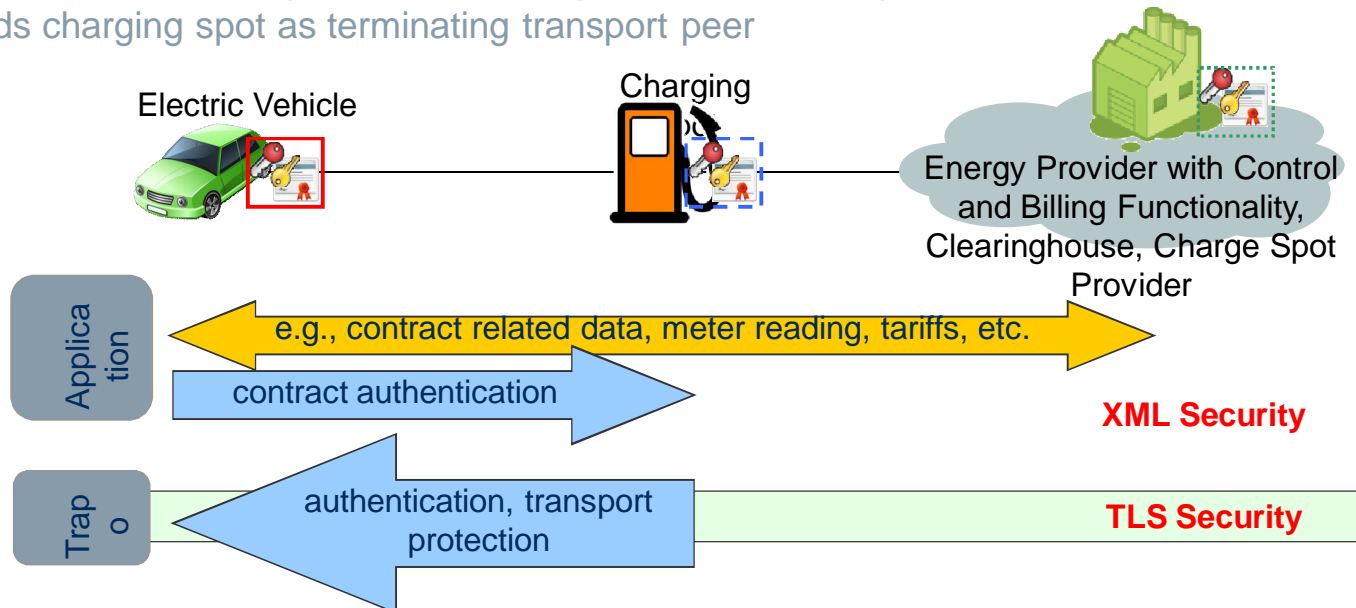 ds charging spot as terminating transport peer
Electric Vehicle
Charging
Energy Provider with Control
and Billing Functionality,
Clearinghouse, Charge Spot
Provider
Applica
tion
e.g., contract related data, meter reading, tariffs, etc.
contract authentication
XML Security
Trap
o
authentication, transport
protection
TLS Security